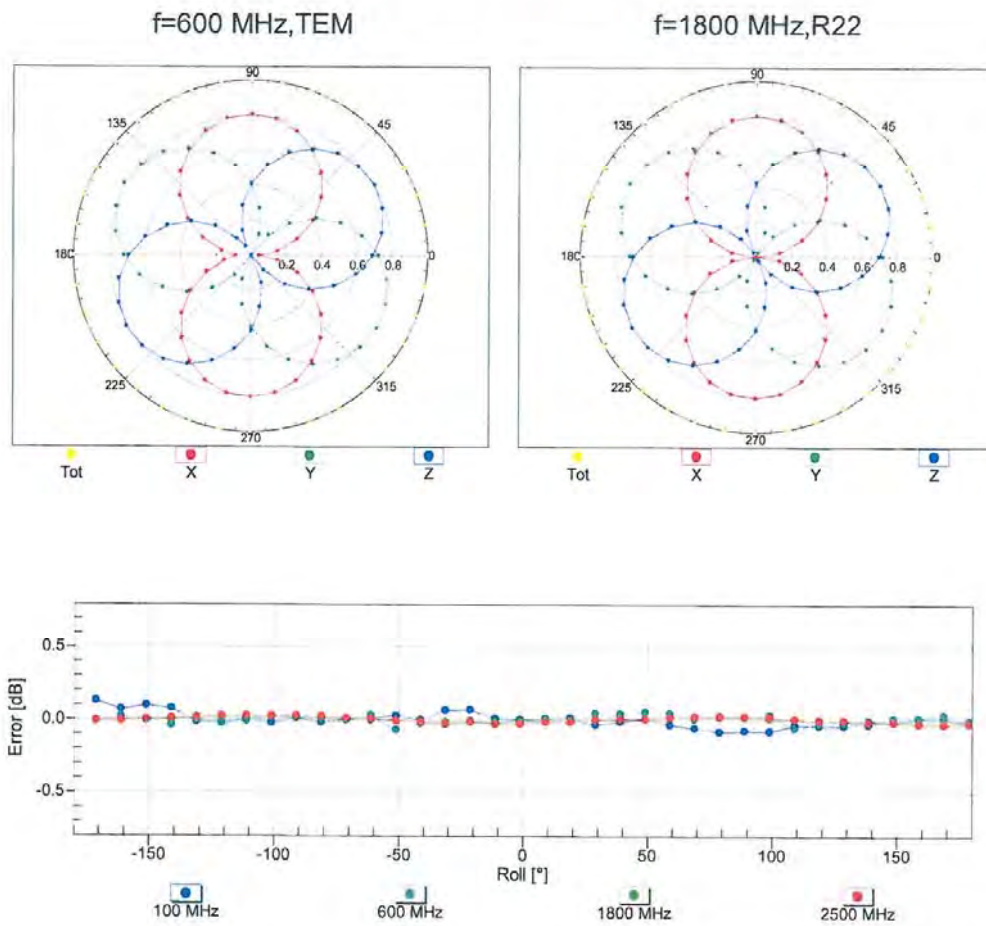 f=600 MHz,TEM
f=1800 MHz,R22
90
135
45
180
0.2
0.4
0.6
0.8
0
225
315
270
Tot
X
Y
Z
90
135
45
180
0.2
0.4
0.6
0.8
0
225
315
270
Tot
X
Y
Z
Error [dB]
0.5
0.0
-0.5
-150
-100
-50
0
50
100
150
Roll [°]
100 MHz
600 MHz
1800 MHz
2500 MHz